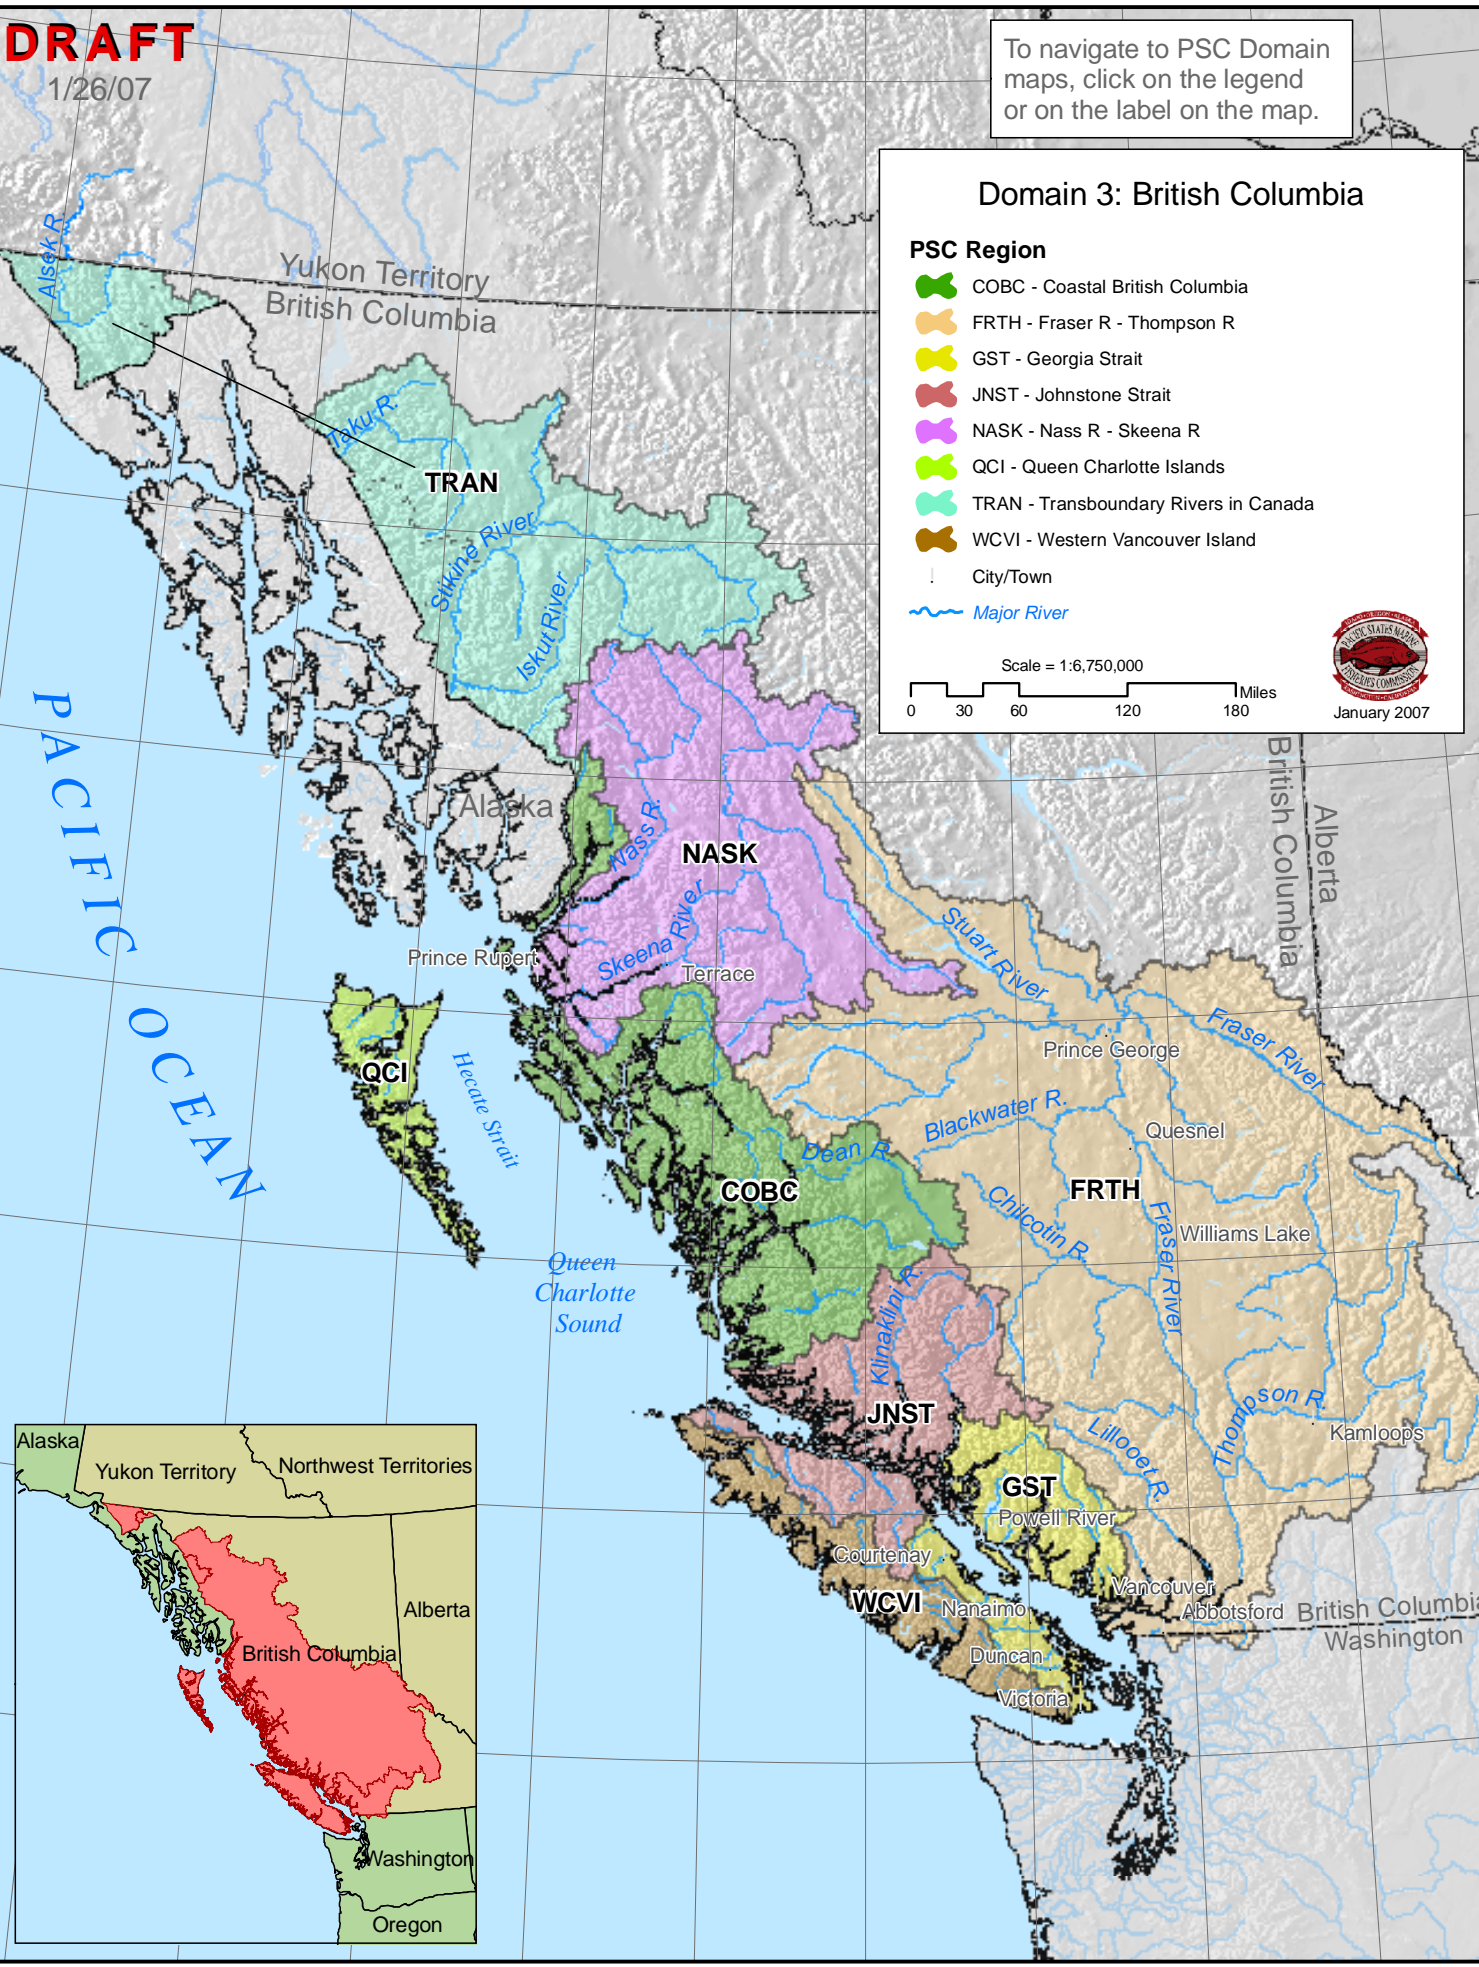 DRAFT
1/26/07
To navigate to PSC Domain
maps, click on the legend
or on the label on the map.
Domain 3: British Columbia
PSC Region
COBC - Coastal British Columbia
FRTH - Fraser R - Thompson R
GST - Georgia Strait
JNST - Johnstone Strait
NASK - Nass R - Skeena R
QCI - Queen Charlotte Islands
TRAN - Transboundary Rivers in Canada
WCVI - Western Vancouver Island
City/Town
Major River
Scale = 1:6,750,000
Miles
0 30 60 120 180
PACIFIC STATES MARINE
FISHERIES COMMISSION
January 2007
Alsek R.
Yukon Territory
British Columbia
Taku R.
TRAN
Stikine River
Iskut River
PACIFIC OCEAN
Alaska
Nass R.
NASK
British Columbia
Alberta
Skeena River
Prince Rupert
Terrace
Stuart River
Fraser River
Prince George
QCI
Hecate Strait
Blackwater R.
Quesnel
Dean R.
COBC
FRTH
Chilcotin R.
Fraser River
Williams Lake
Queen
Charlotte
Sound
Klinaklini R.
JNST
Thompson R.
Kamloops
Lillooet R.
GST
Powell River
Courtenay
WCVI
Nanaimo
Vancouver
Abbotsford
British Columbia
Washington
Duncan
Victoria
Alaska
Yukon Territory
Northwest Territories
Alberta
British Columbia
Washington
Oregon